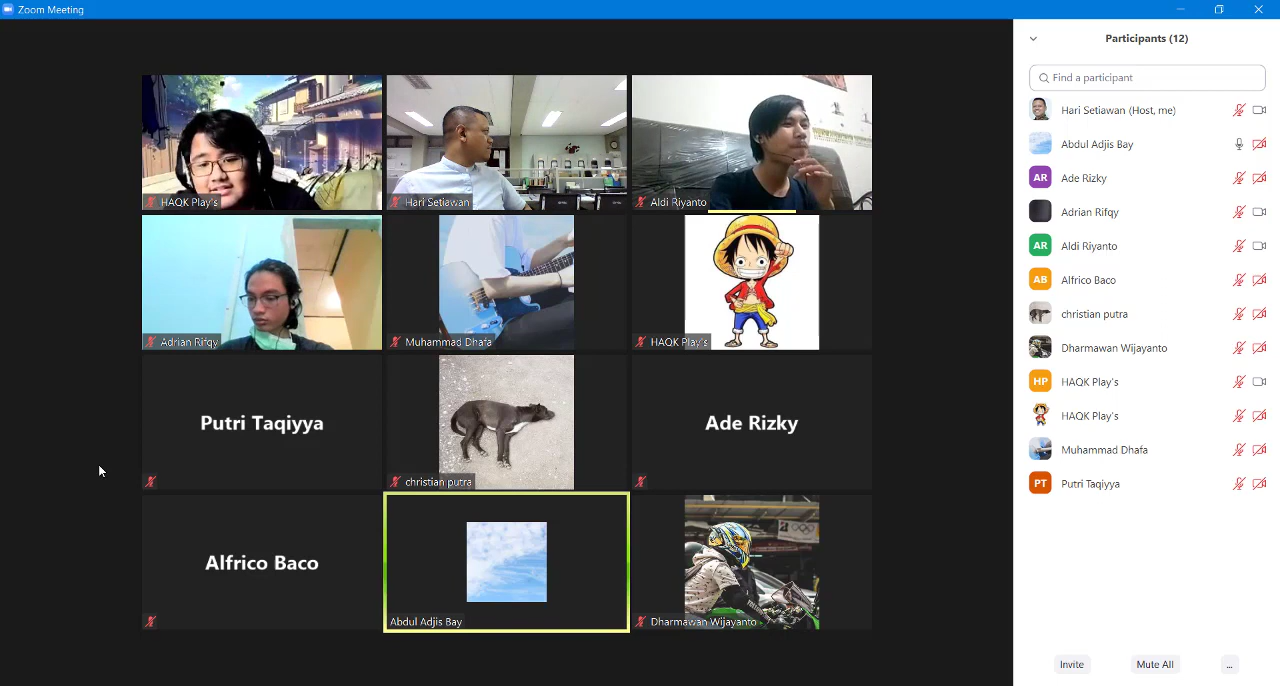 Zoom Meeting
Participants (12)
Find a participant
HAQK Play's
Hari Setiawan
Aldi Riyanto
Adrian Rifqy
Muhammad Dhafa
HAQK Play's
Putri Taqiyya
christian putra
Ade Rizky
Alfrico Baco
Abdul Adjis Bay
Dharmawan Wijayanto
Hari Setiawan (Host, me)
Abdul Adjis Bay
AR Ade Rizky
Adrian Rifqy
AR Aldi Riyanto
AB Alfrico Baco
christian putra
Dharmawan Wijayanto
HP HAQK Play's
HAQK Play's
Muhammad Dhafa
PT Putri Taqiyya
Invite Mute All ...